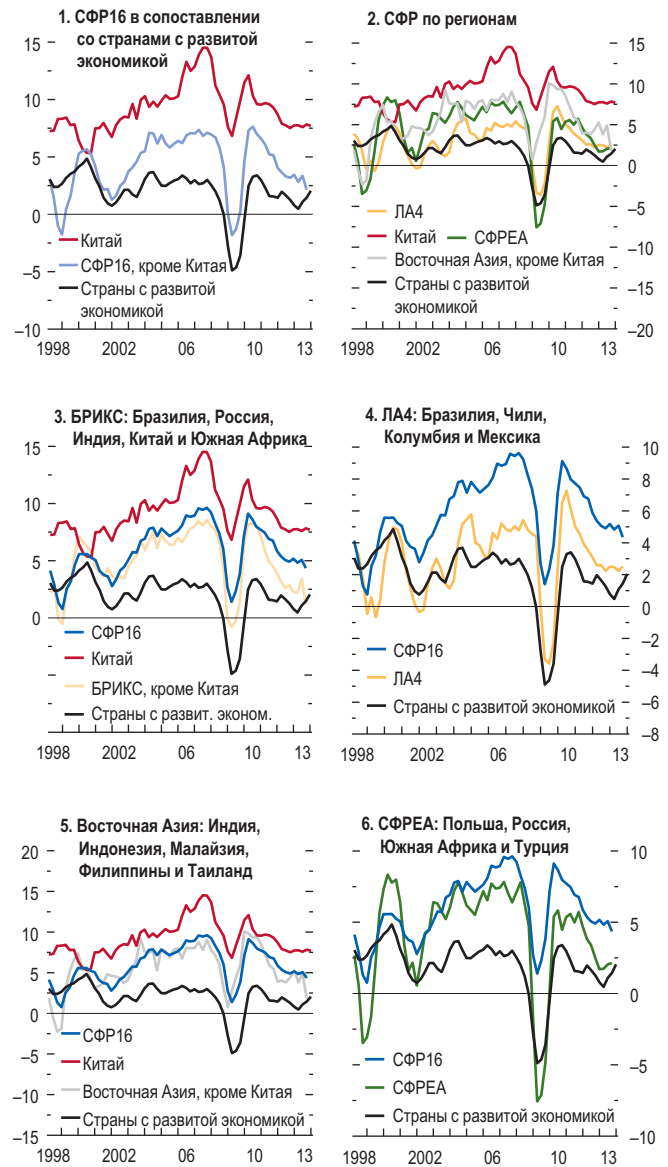 1. СФР16 в сопоставлении
со странами с развитой
экономикой
15
10
5
0
–5
–10
Китай
СФР16, кроме Китая
Страны с развитой
экономикой
1998 2002 06 10 13
2. СФР по регионам
15
10
5
0
–5
–10
–15
–20
ЛА4
Китай СФРЕА
Восточная Азия, кроме Китая
Страны с развитой
экономикой
1998 2002 06 10 13
3. БРИКС: Бразилия, Россия,
Индия, Китай и Южная Африка
15
10
5
0
СФР16
Китай
БРИКС, кроме Китая
Страны с развит. эконом.
1998 2002 06 10 13
4. ЛА4: Бразилия, Чили,
Колумбия и Мексика
10
8
6
4
2
0
–2
–4
–6
–8
СФР16
ЛА4
Страны с развитой экономикой
1998 2002 06 10 13
5. Восточная Азия: Индия,
Индонезия, Малайзия,
Филиппины и Таиланд
20
15
10
5
0
–5
–10
–15
СФР16
Китай
Восточная Азия, кроме Китая
Страны с развитой экономикой
1998 2002 06 10 13
6. СФРЕА: Польша, Россия,
Южная Африка и Турция
10
5
0
–5
–10
СФР16
СФРЕА
Страны с развитой экономикой
1998 2002 06 10 13